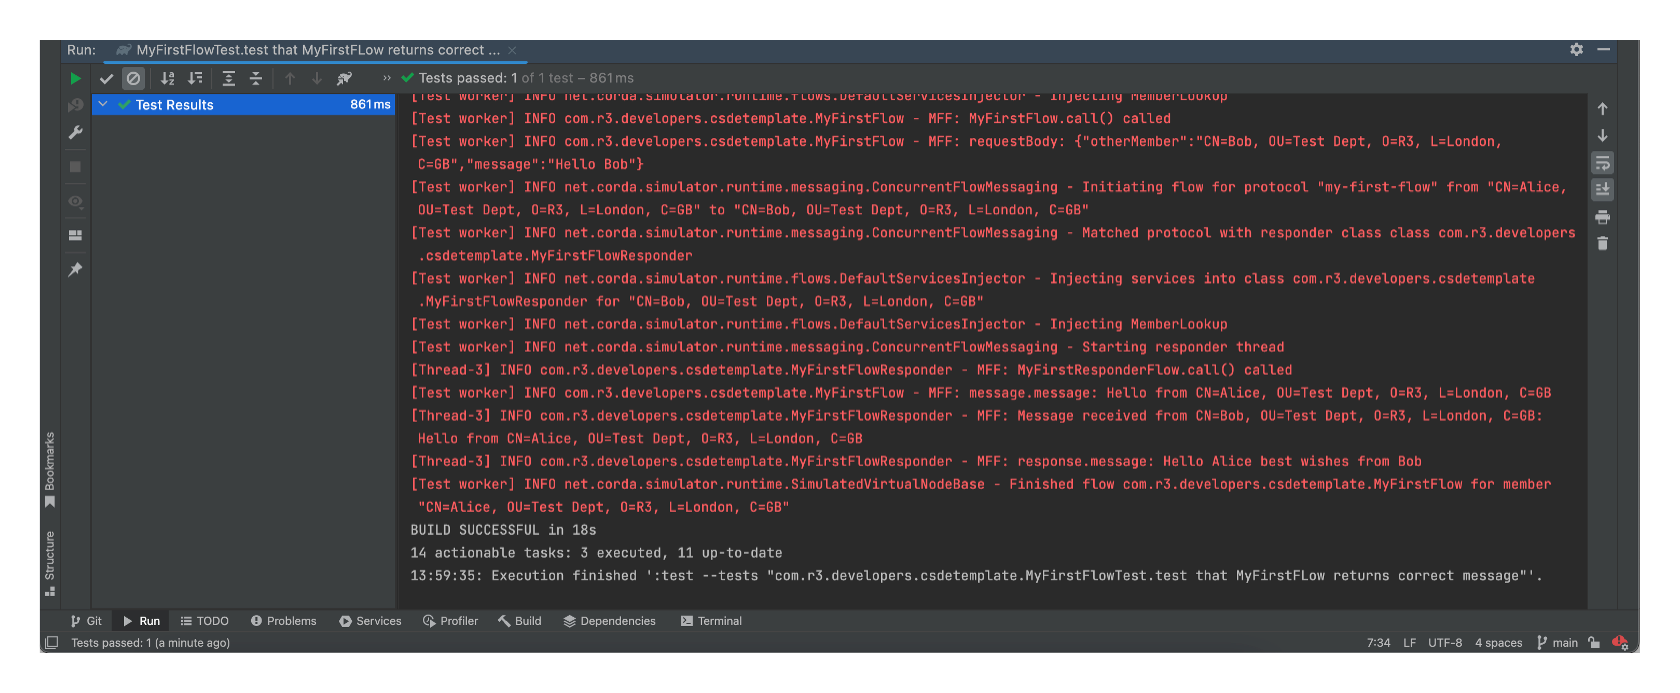 Run: MyFirstFlowTest.test that MyFirstFLow returns correct ...
Tests passed: 1 of 1 test – 861ms
Test Results 861ms
[Test worker] INFO net.corda.simulator.runtime.flows.DefaultServicesInjector - Injecting MemberLookup
[Test worker] INFO com.r3.developers.csdetemplate.MyFirstFlow - MFF: MyFirstFlow.call() called
[Test worker] INFO com.r3.developers.csdetemplate.MyFirstFlow - MFF: requestBody: {"otherMember":"CN=Bob, OU=Test Dept, O=R3, L=London,
C=GB","message":"Hello Bob"}
[Test worker] INFO net.corda.simulator.runtime.messaging.ConcurrentFlowMessaging - Initiating flow for protocol "my-first-flow" from "CN=Alice,
OU=Test Dept, O=R3, L=London, C=GB" to "CN=Bob, OU=Test Dept, O=R3, L=London, C=GB"
[Test worker] INFO net.corda.simulator.runtime.messaging.ConcurrentFlowMessaging - Matched protocol with responder class class com.r3.developers
.csdetemplate.MyFirstFlowResponder
[Test worker] INFO net.corda.simulator.runtime.flows.DefaultServicesInjector - Injecting services into class com.r3.developers.csdetemplate
.MyFirstFlowResponder for "CN=Bob, OU=Test Dept, O=R3, L=London, C=GB"
[Test worker] INFO net.corda.simulator.runtime.flows.DefaultServicesInjector - Injecting MemberLookup
[Test worker] INFO net.corda.simulator.runtime.messaging.ConcurrentFlowMessaging - Starting responder thread
[Thread-3] INFO com.r3.developers.csdetemplate.MyFirstFlowResponder - MFF: MyFirstResponderFlow.call() called
[Test worker] INFO com.r3.developers.csdetemplate.MyFirstFlow - MFF: message.message: Hello from CN=Alice, OU=Test Dept, O=R3, L=London, C=GB
[Thread-3] INFO com.r3.developers.csdetemplate.MyFirstFlowResponder - MFF: Message received from CN=Bob, OU=Test Dept, O=R3, L=London, C=GB:
Hello from CN=Alice, OU=Test Dept, O=R3, L=London, C=GB
[Thread-3] INFO com.r3.developers.csdetemplate.MyFirstFlowResponder - MFF: response.message: Hello Alice best wishes from Bob
[Test worker] INFO net.corda.simulator.runtime.SimulatedVirtualNodeBase - Finished flow com.r3.developers.csdetemplate.MyFirstFlow for member
"CN=Alice, OU=Test Dept, O=R3, L=London, C=GB"
BUILD SUCCESSFUL in 18s
14 actionable tasks: 3 executed, 11 up-to-date
13:59:35: Execution finished ':test --tests "com.r3.developers.csdetemplate.MyFirstFlowTest.test that MyFirstFLow returns correct message"'.
Bookmarks
Structure
Git Run TODO Problems Services Profiler Build Dependencies Terminal
Tests passed: 1 (a minute ago) 7:34 LF UTF-8 4 spaces main